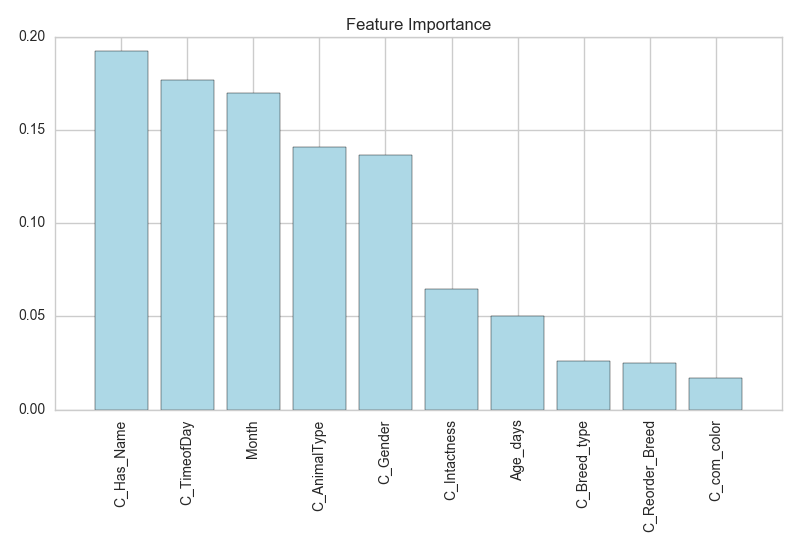 Feature Importance
0.20
0.15
0.10
0.05
0.00
C_Has_Name
C_TimeofDay
Month
C_AnimalType
C_Gender
C_Intactness
Age_days
C_Breed_type
C_Reorder_Breed
C_com_color